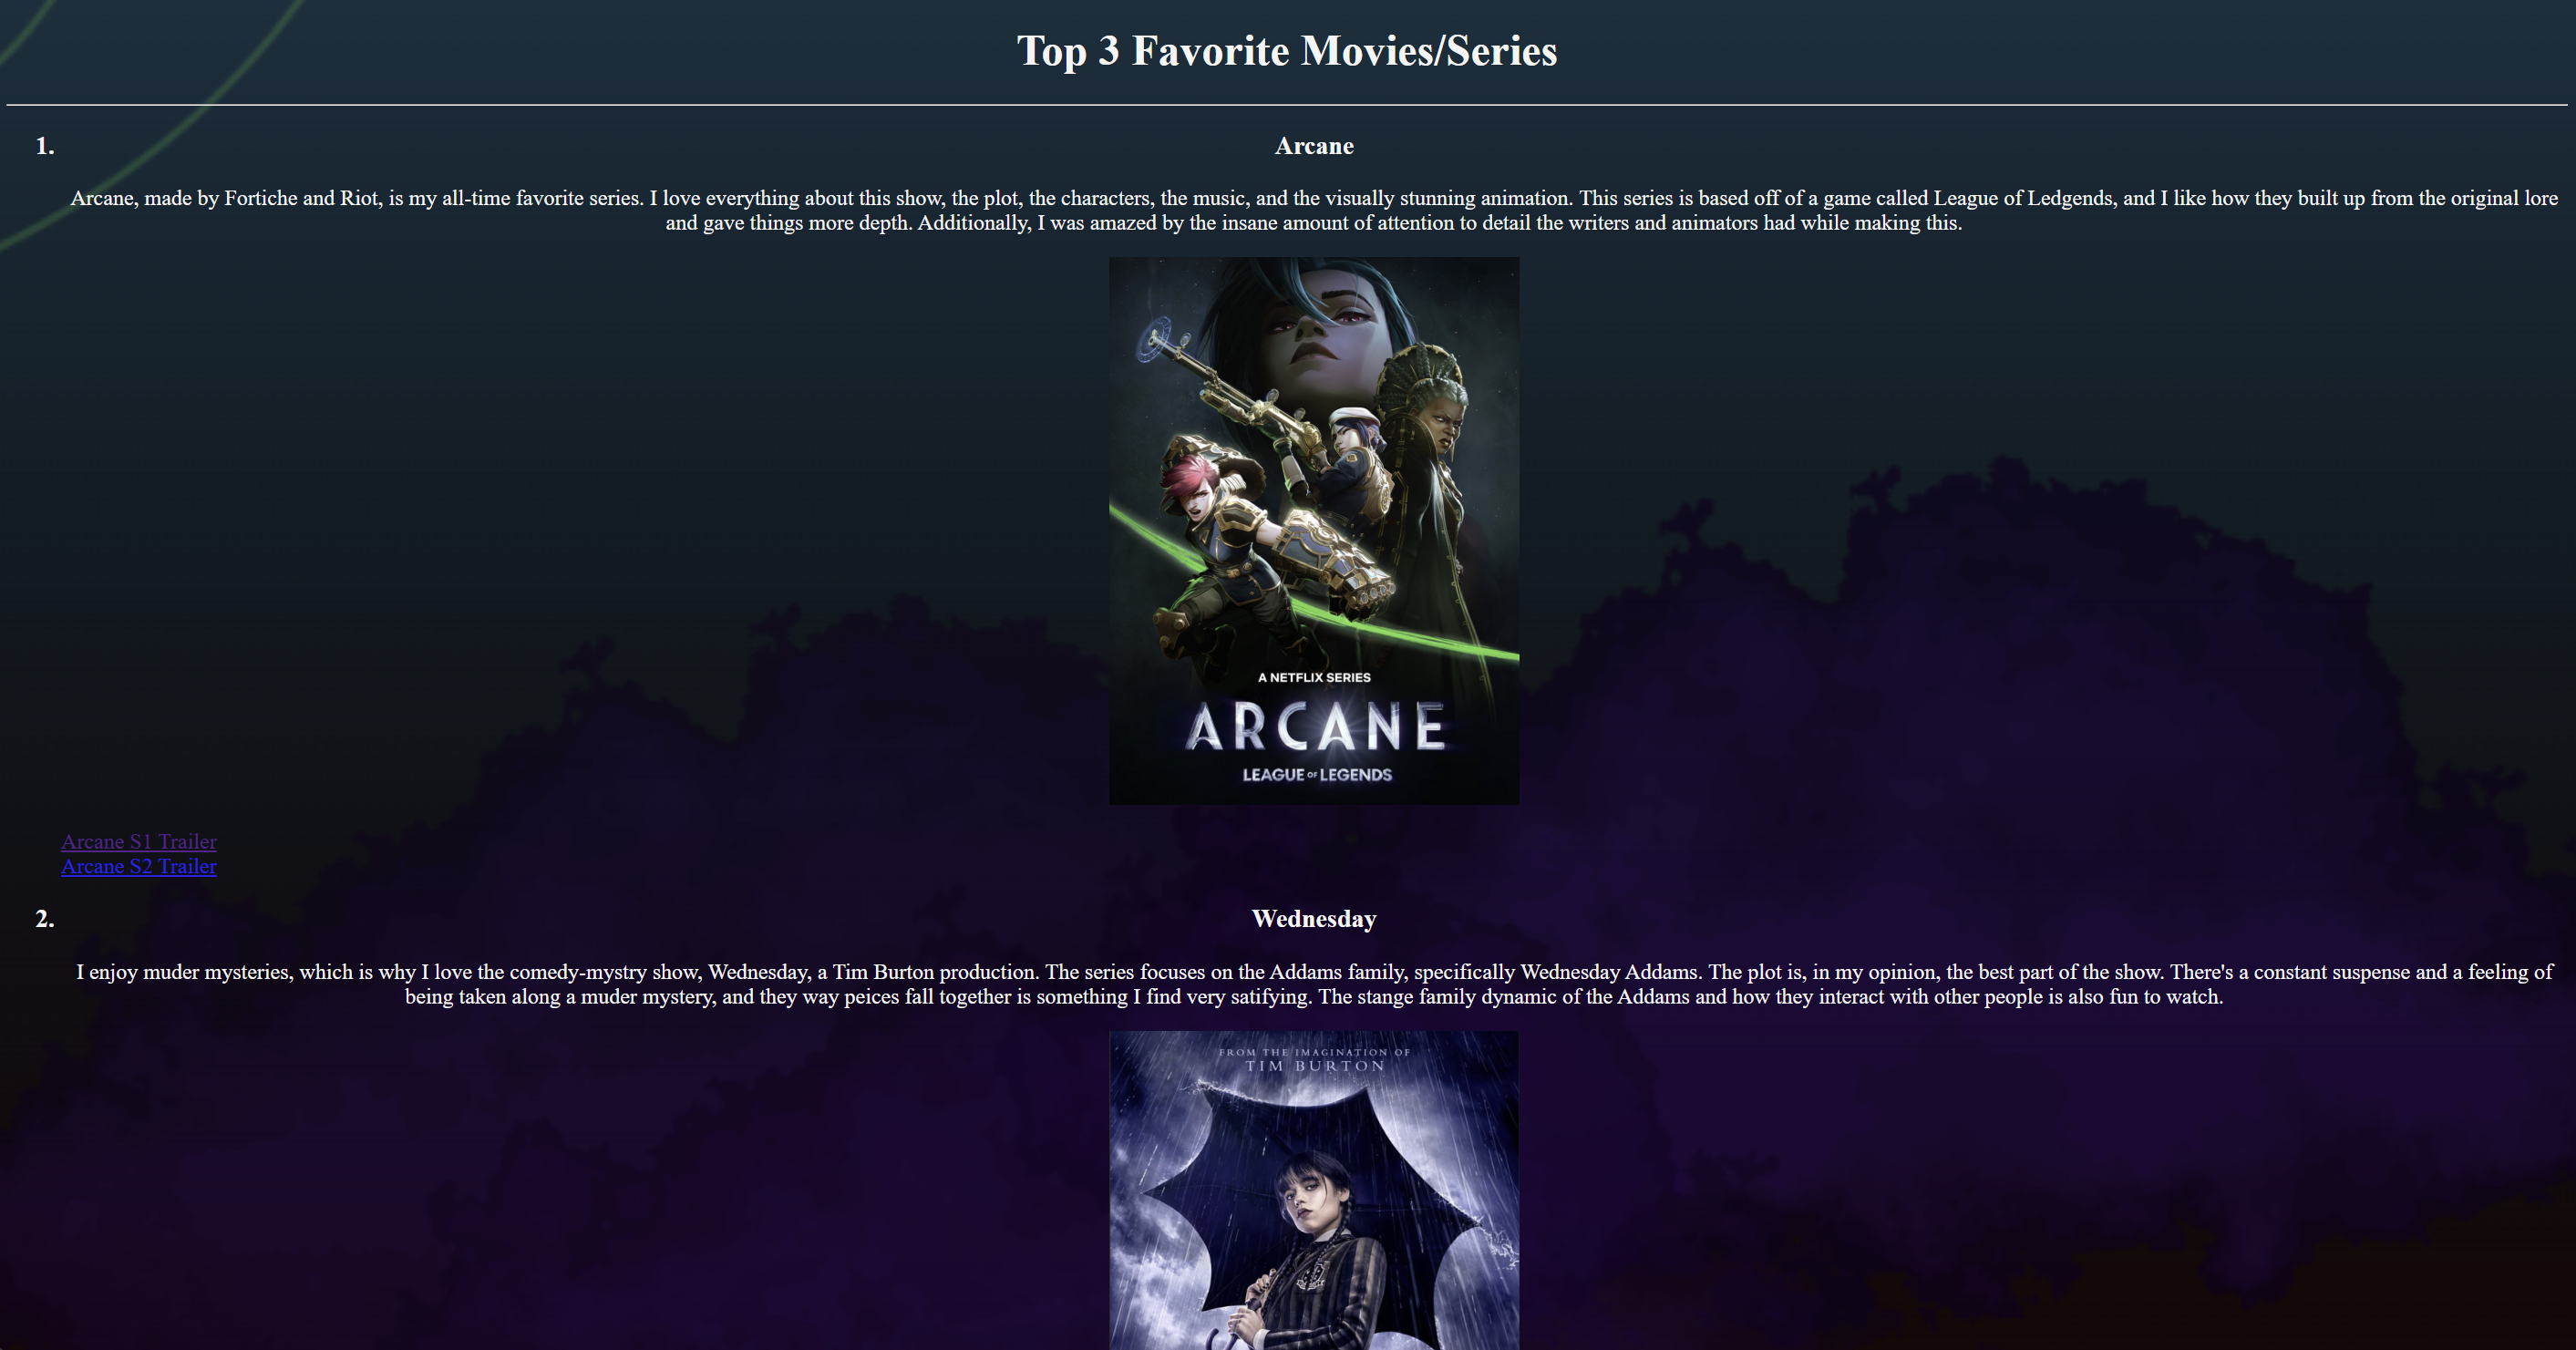 Top 3 Favorite Movies/Series
1. Arcane
Arcane, made by Fortiche and Riot, is my all-time favorite series. I love everything about this show, the plot, the characters, the music, and the visually stunning animation. This series is based off of a game called League of Ledgends, and I like how they built up from the original lore
and gave things more depth. Additionally, I was amazed by the insane amount of attention to detail the writers and animators had while making this.
A NETFLIX SERIES
ARCANE
LEAGUE OF LEGENDS
Arcane S1 Trailer
Arcane S2 Trailer
2. Wednesday
I enjoy muder mysteries, which is why I love the comedy-mystry show, Wednesday, a Tim Burton production. The series focuses on the Addams family, specifically Wednesday Addams. The plot is, in my opinion, the best part of the show. There's a constant suspense and a feeling of
being taken along a muder mystery, and they way peices fall together is something I find very satifying. The stange family dynamic of the Addams and how they interact with other people is also fun to watch.
FROM THE IMAGINATION OF
TIM BURTON